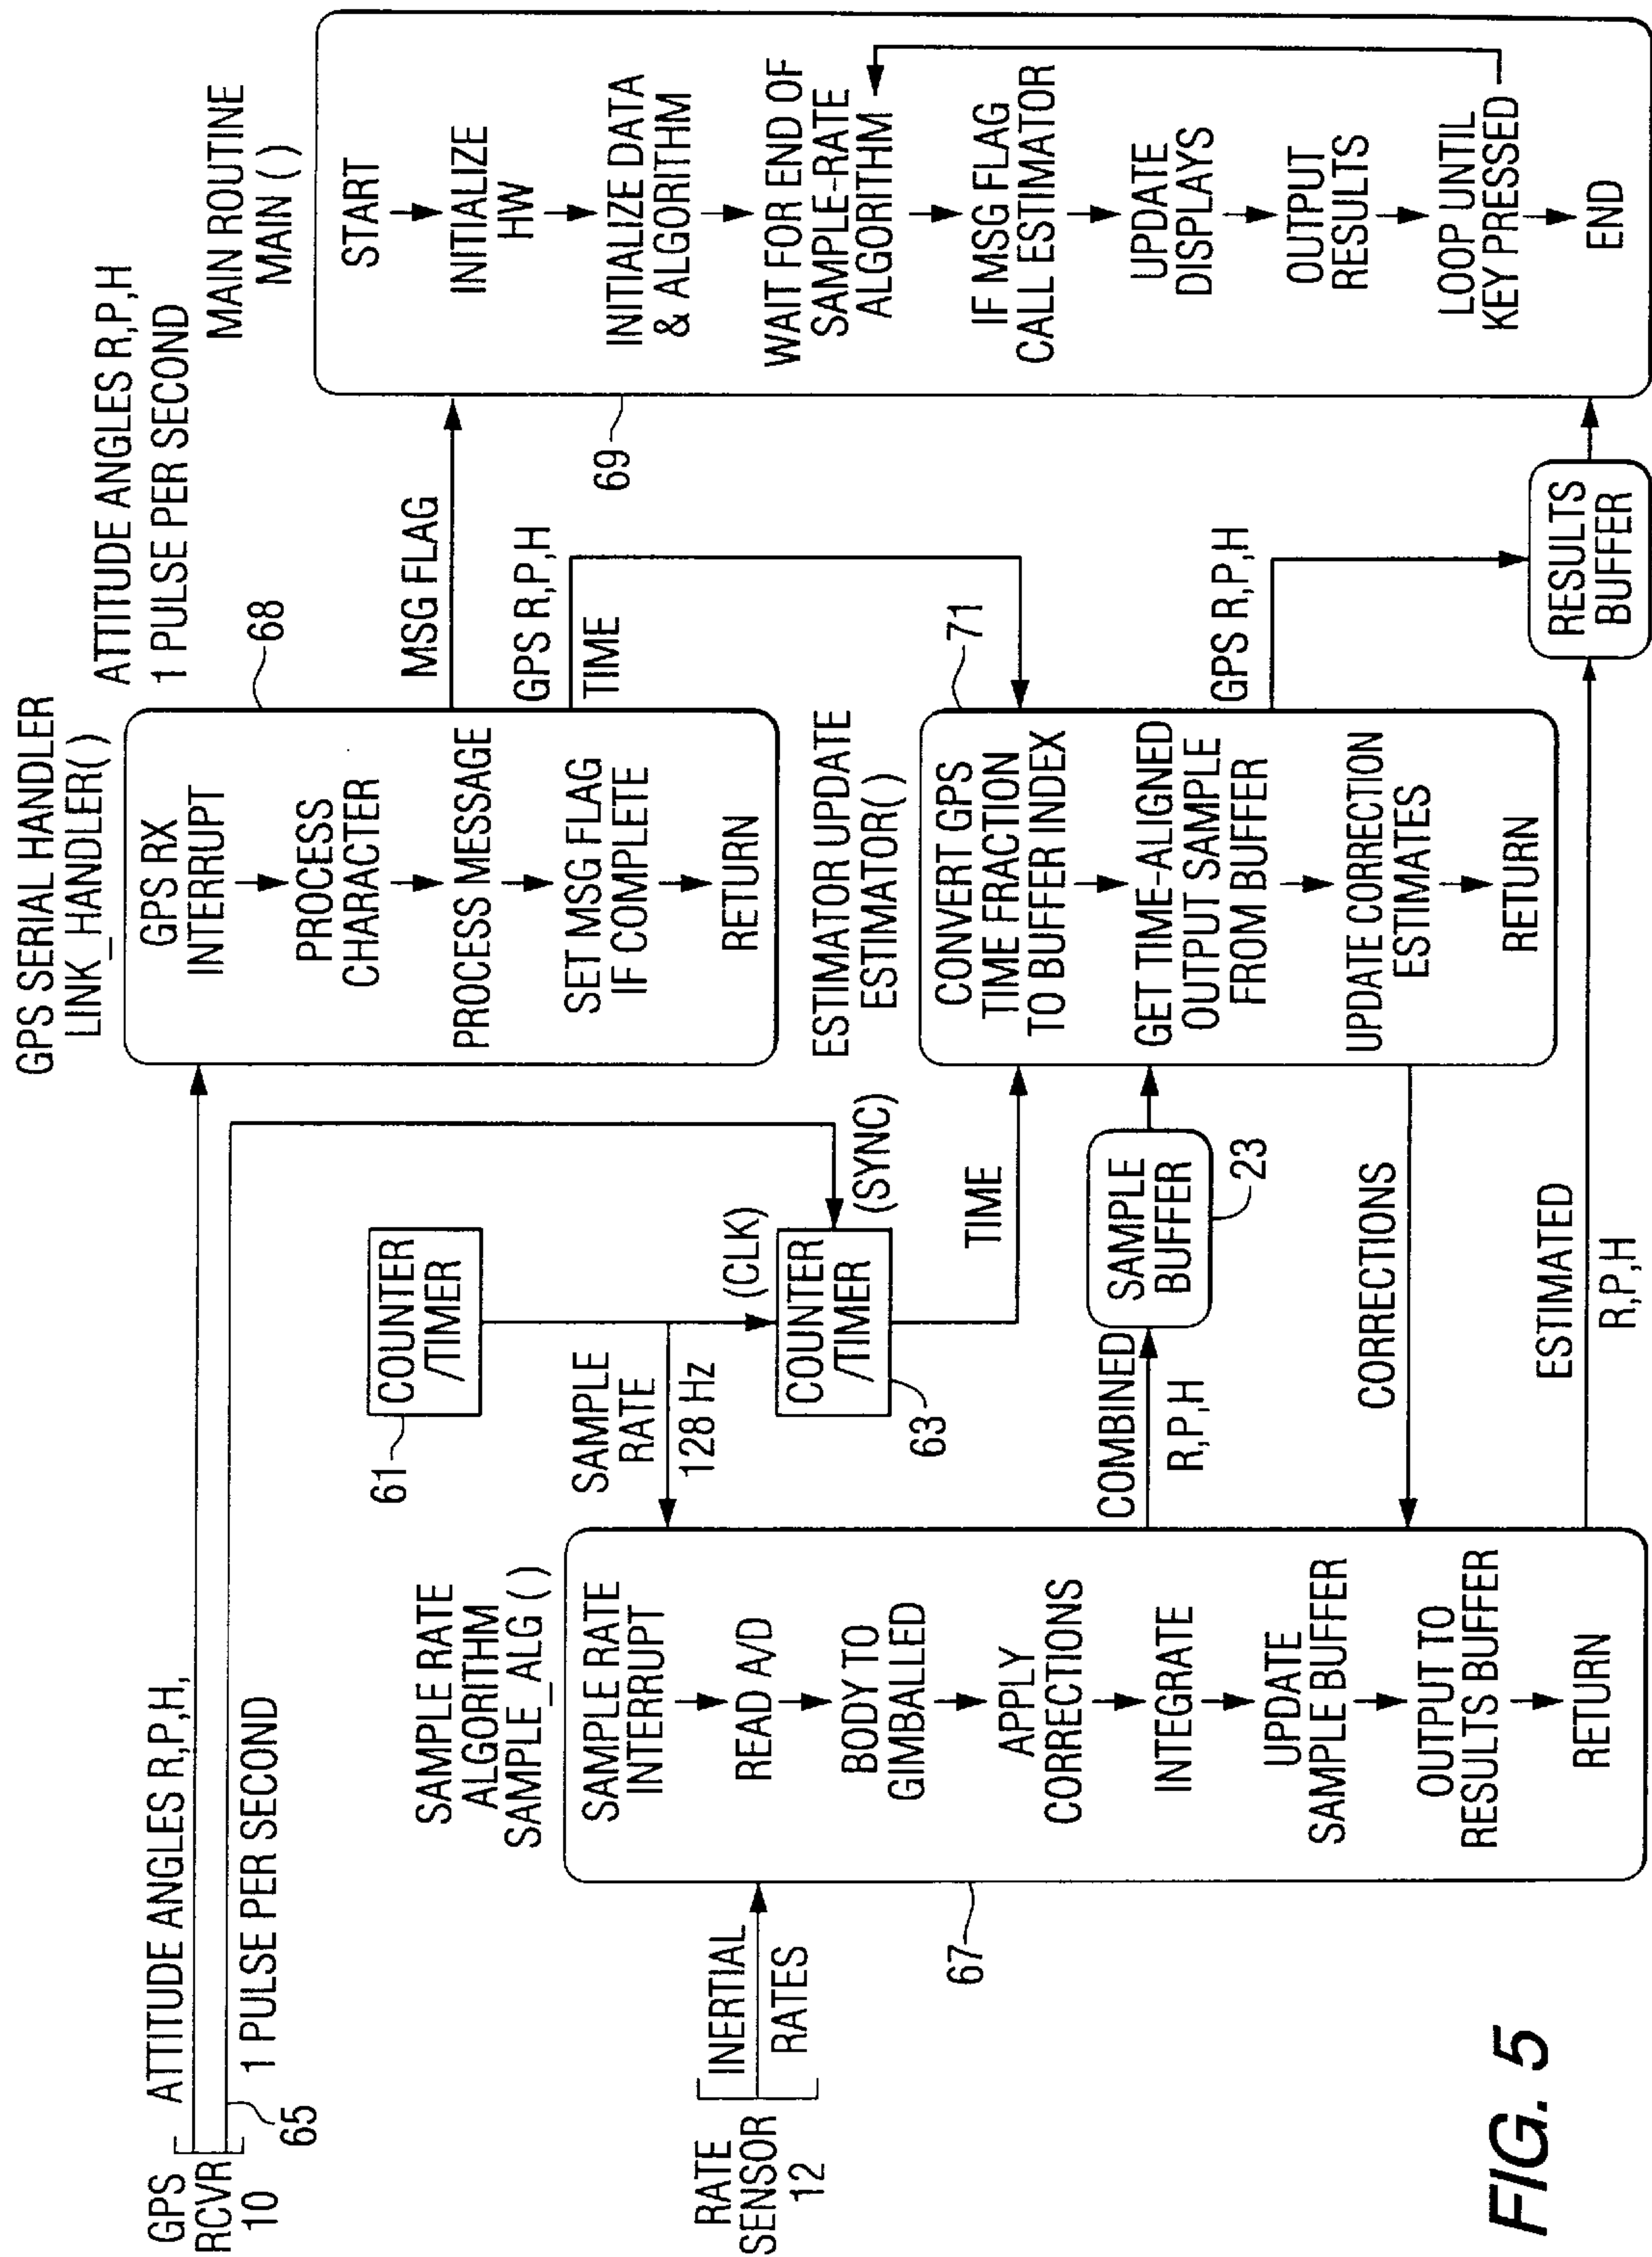 GPS
RCVR
10
ATTITUDE ANGLES R,P,H,
1 PULSE PER SECOND
65
RATE
SENSOR
12
INERTIAL
RATES
SAMPLE RATE
ALGORITHM
SAMPLE_ALG ( )
SAMPLE RATE
INTERRUPT
READ A/D
BODY TO
GIMBALLED
APPLY
CORRECTIONS
INTEGRATE
UPDATE
SAMPLE BUFFER
OUTPUT TO
RESULTS BUFFER
RETURN
67
61
COUNTER
/TIMER
SAMPLE
RATE
128 Hz
(CLK)
COUNTER
/TIMER
63
(SYNC)
TIME
COMBINED
R,P,H
SAMPLE
BUFFER
23
CORRECTIONS
ESTIMATED
R,P,H
GPS SERIAL HANDLER
LINK_HANDLER( )
GPS RX
INTERRUPT
PROCESS
CHARACTER
PROCESS MESSAGE
SET MSG FLAG
IF COMPLETE
RETURN
68
ATTITUDE ANGLES R,P,H
1 PULSE PER SECOND
MSG FLAG
GPS R,P,H
TIME
ESTIMATOR UPDATE
ESTIMATOR( )
CONVERT GPS
TIME FRACTION
TO BUFFER INDEX
GET TIME-ALIGNED
OUTPUT SAMPLE
FROM BUFFER
UPDATE CORRECTION
ESTIMATES
RETURN
71
GPS R,P,H
RESULTS
BUFFER
MAIN ROUTINE
MAIN ( )
START
INITIALIZE
HW
INITIALIZE DATA
& ALGORITHM
WAIT FOR END OF
SAMPLE-RATE
ALGORITHM
IF MSG FLAG
CALL ESTIMATOR
UPDATE
DISPLAYS
OUTPUT
RESULTS
LOOP UNTIL
KEY PRESSED
END
69
FIG. 5